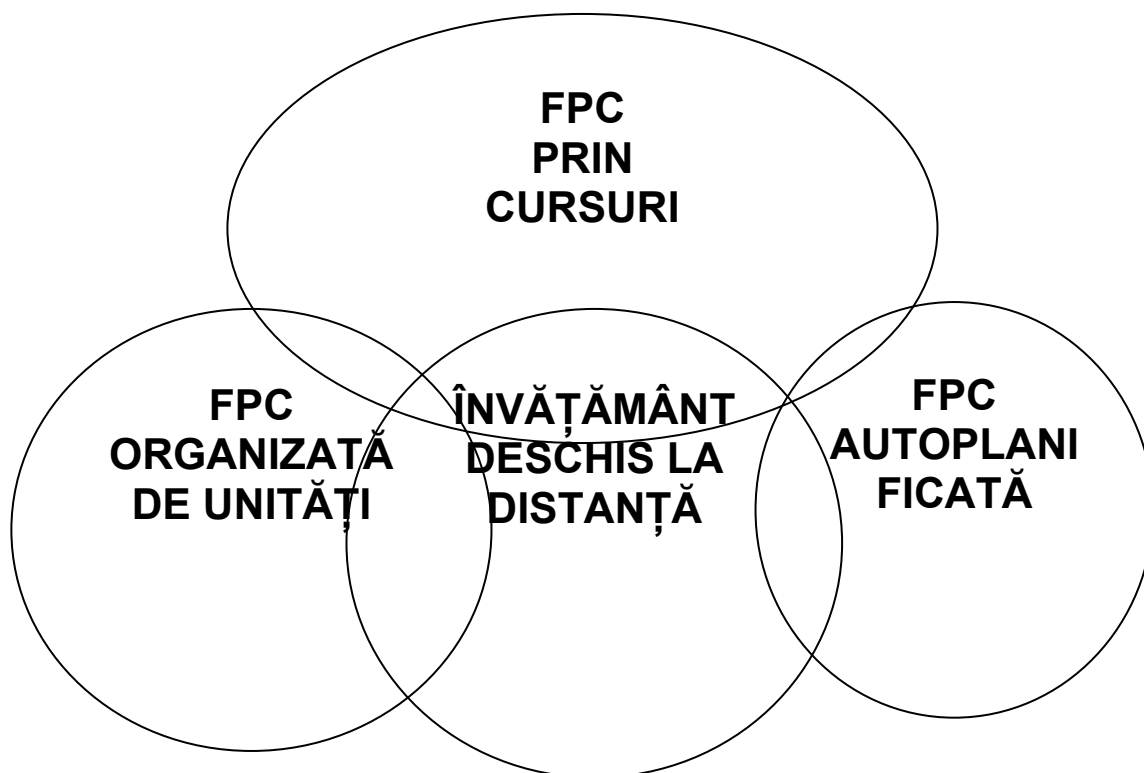 FPC
PRIN
CURSURI
FPC
ORGANIZATĂ
DE UNITĂȚI
ÎNVĂȚĂMÂNT
DESCHIS LA
DISTANȚĂ
FPC
AUTOPLANI
FICATĂ